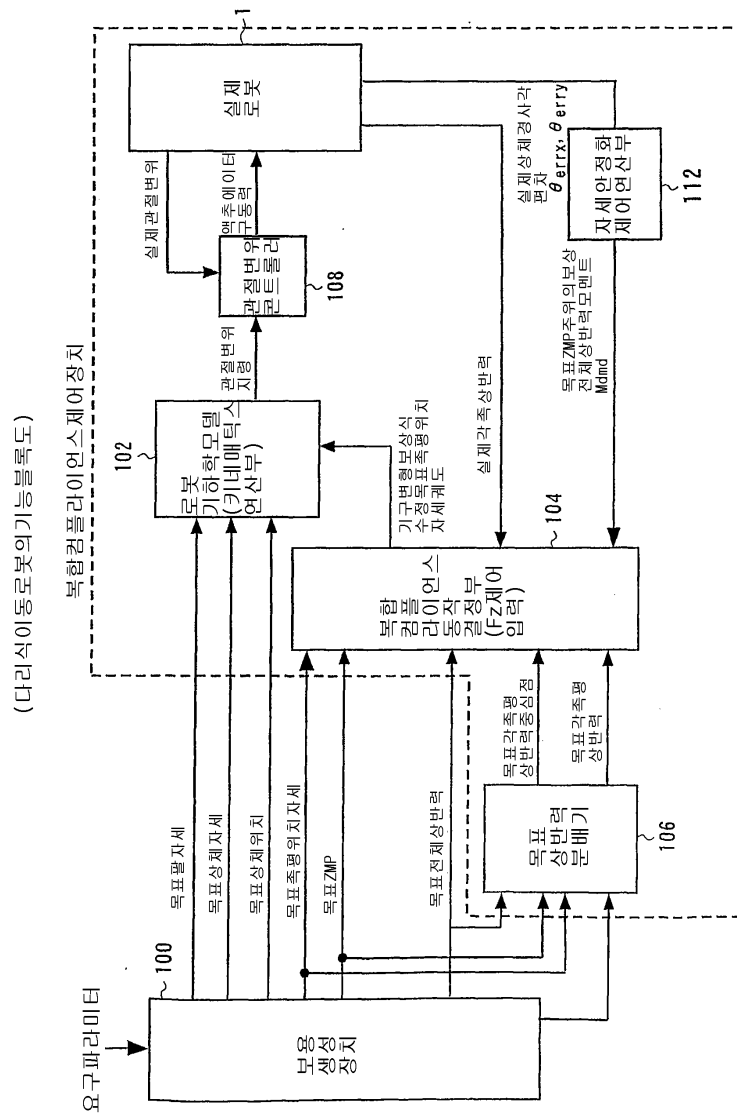 (다리식이동로봇의기능블록도)
복합컴플라이언스제어장치
요구파라미터
100
보용생성
장치
목표팔자세
목표상체자세
목표상체위치
목표족평위치자세
목표ZMP
목표전체상반력
목표
상반력
분배기
106
목표각족평
상반력중심점
목표각족평
상반력
102
로봇
기하학모델
(키네매틱스
연산부)
관절변위
지령
기구변형보상식
수정목표족평위치
자세궤도
복합
컴플
라이언스
동작
결정부
(Fz제어
입력)
104
관절변위
콘트롤러
108
실제관절변위
액추에이터
구동력
실제
로봇
1
실제각족상반력
실제상체경사각
편차
θerrx, θerry
자세안정화
제어연산부
112
목표ZMP주위의보상
전체상반력모멘트
Mdmd